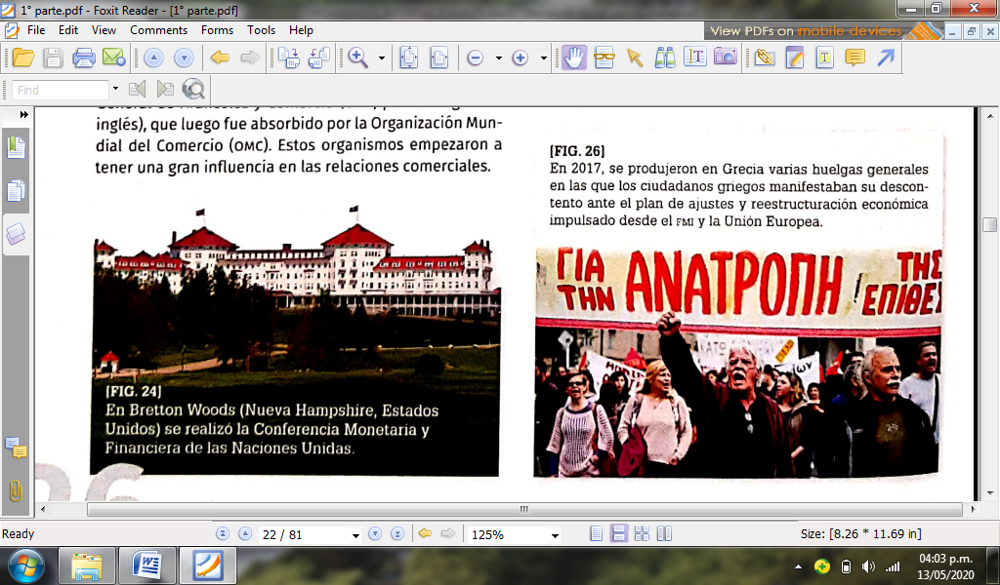 1° parte.pdf - Foxit Reader - [1° parte.pdf]
File Edit View Comments Forms Tools Help
View PDFs on mobile devices
Find
inglés), que luego fue absorbido por la Organización Mun-
dial del Comercio (OMC). Estos organismos empezaron a
tener una gran influencia en las relaciones comerciales.
[FIG. 24]
En Bretton Woods (Nueva Hampshire, Estados
Unidos) se realizó la Conferencia Monetaria y
Financiera de las Naciones Unidas.
[FIG. 26]
En 2017, se produjeron en Grecia varias huelgas generales
en las que los ciudadanos griegos manifestaban su descon-
tento ante el plan de ajustes y reestructuración económica
impulsado desde el FMI y la Unión Europea.
ΓΙΑ ΤΗΝ ΑΝΑΤΡΟΠΗ ΤΗΣ ΕΠΙΘΕ
Ready
22 / 81
125%
Size: [8.26 * 11.69 in]
04:03 p.m.
13/05/2020